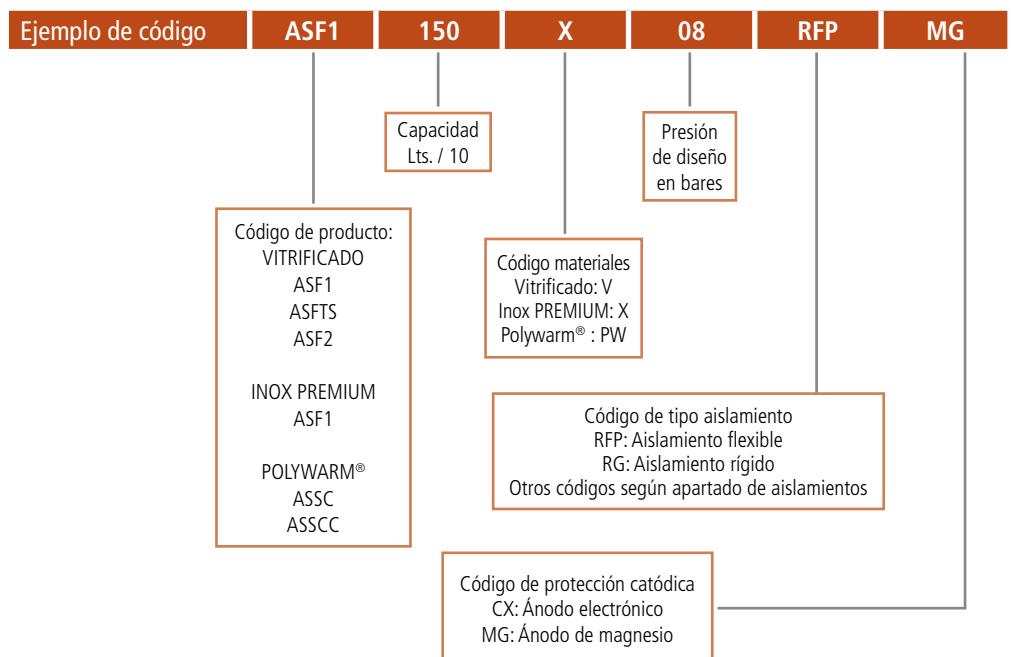 Ejemplo de código ASF1 150 X 08 RFP MG
Capacidad
Lts. / 10
Presión
de diseño
en bares
Código de producto:
VITRIFICADO
ASF1
ASFTS
ASF2
INOX PREMIUM
ASF1
POLYWARM®
ASSC
ASSCC
Código materiales
Vitrificado: V
Inox PREMIUM: X
Polywarm® : PW
Código de tipo aislamiento
RFP: Aislamiento flexible
RG: Aislamiento rígido
Otros códigos según apartado de aislamientos
Código de protección catódica
CX: Ánodo electrónico
MG: Ánodo de magnesio